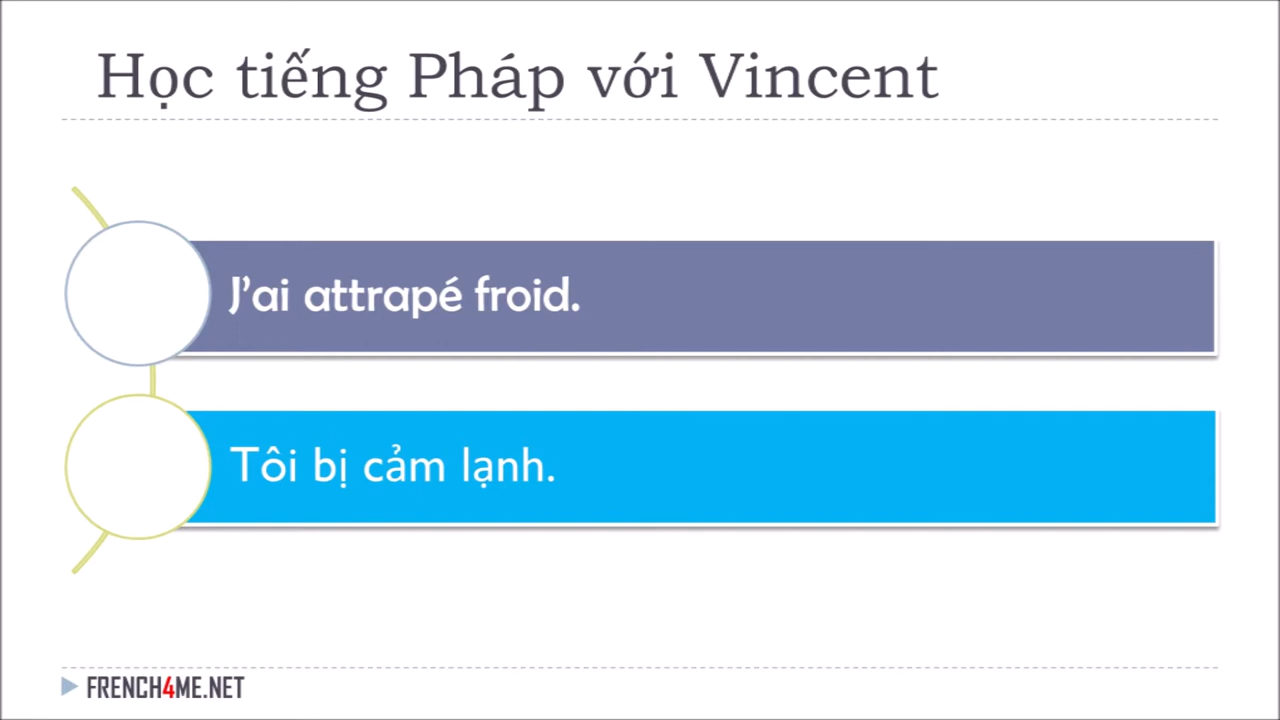 Học tiếng Pháp với Vincent
J'ai attrapé froid.
Tôi bị cảm lạnh.
FRENCH4ME.NET